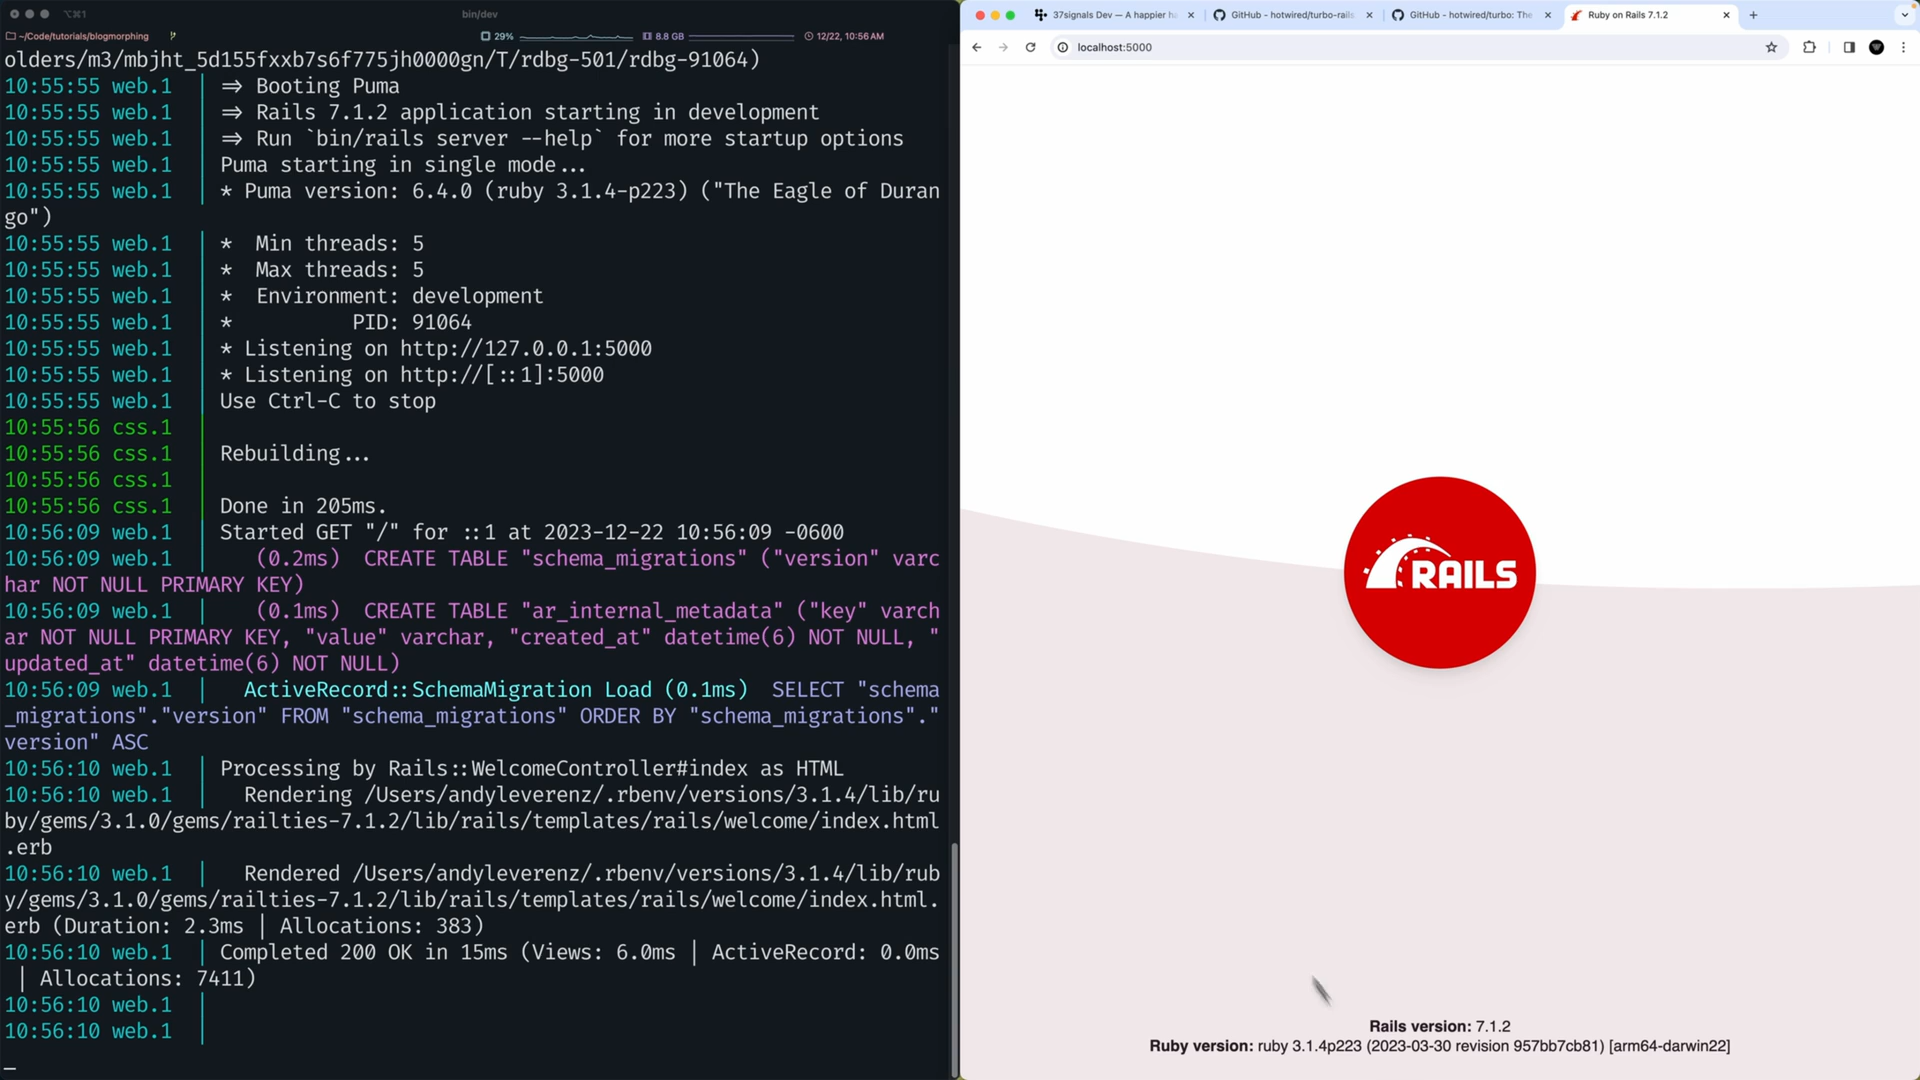 ⌥⌘1
bin/dev
~/Code/tutorials/blogmorphing
29%
8.8 GB
12/22, 10:56 AM
olders/m3/mbjht_5d155fxxb7s6f775jh0000gn/T/rdbg-501/rdbg-91064)
10:55:55 web.1 | => Booting Puma
10:55:55 web.1 | => Rails 7.1.2 application starting in development
10:55:55 web.1 | => Run `bin/rails server --help` for more startup options
10:55:55 web.1 | Puma starting in single mode...
10:55:55 web.1 | * Puma version: 6.4.0 (ruby 3.1.4-p223) ("The Eagle of Duran
go")
10:55:55 web.1 | *  Min threads: 5
10:55:55 web.1 | *  Max threads: 5
10:55:55 web.1 | *  Environment: development
10:55:55 web.1 | *          PID: 91064
10:55:55 web.1 | * Listening on http://127.0.0.1:5000
10:55:55 web.1 | * Listening on http://[::1]:5000
10:55:55 web.1 | Use Ctrl-C to stop
10:55:56 css.1 |
10:55:56 css.1 | Rebuilding...
10:55:56 css.1 |
10:55:56 css.1 | Done in 205ms.
10:56:09 web.1 | Started GET "/" for ::1 at 2023-12-22 10:56:09 -0600
10:56:09 web.1 |    (0.2ms)  CREATE TABLE "schema_migrations" ("version" varc
har NOT NULL PRIMARY KEY)
10:56:09 web.1 |    (0.1ms)  CREATE TABLE "ar_internal_metadata" ("key" varch
ar NOT NULL PRIMARY KEY, "value" varchar, "created_at" datetime(6) NOT NULL, "
updated_at" datetime(6) NOT NULL)
10:56:09 web.1 |   ActiveRecord::SchemaMigration Load (0.1ms)  SELECT "schema
_migrations"."version" FROM "schema_migrations" ORDER BY "schema_migrations"."
version" ASC
10:56:10 web.1 | Processing by Rails::WelcomeController#index as HTML
10:56:10 web.1 |   Rendering /Users/andyleverenz/.rbenv/versions/3.1.4/lib/ru
by/gems/3.1.0/gems/railties-7.1.2/lib/rails/templates/rails/welcome/index.html
.erb
10:56:10 web.1 |   Rendered /Users/andyleverenz/.rbenv/versions/3.1.4/lib/rub
y/gems/3.1.0/gems/railties-7.1.2/lib/rails/templates/rails/welcome/index.html.
erb (Duration: 2.3ms | Allocations: 383)
10:56:10 web.1 | Completed 200 OK in 15ms (Views: 6.0ms | ActiveRecord: 0.0ms
| Allocations: 7411)
10:56:10 web.1 |
10:56:10 web.1 |
37signals Dev — A happier h
GitHub - hotwired/turbo-rails
GitHub - hotwired/turbo: The
Ruby on Rails 7.1.2
localhost:5000
RAILS
Rails version: 7.1.2
Ruby version: ruby 3.1.4p223 (2023-03-30 revision 957bb7cb81) [arm64-darwin22]